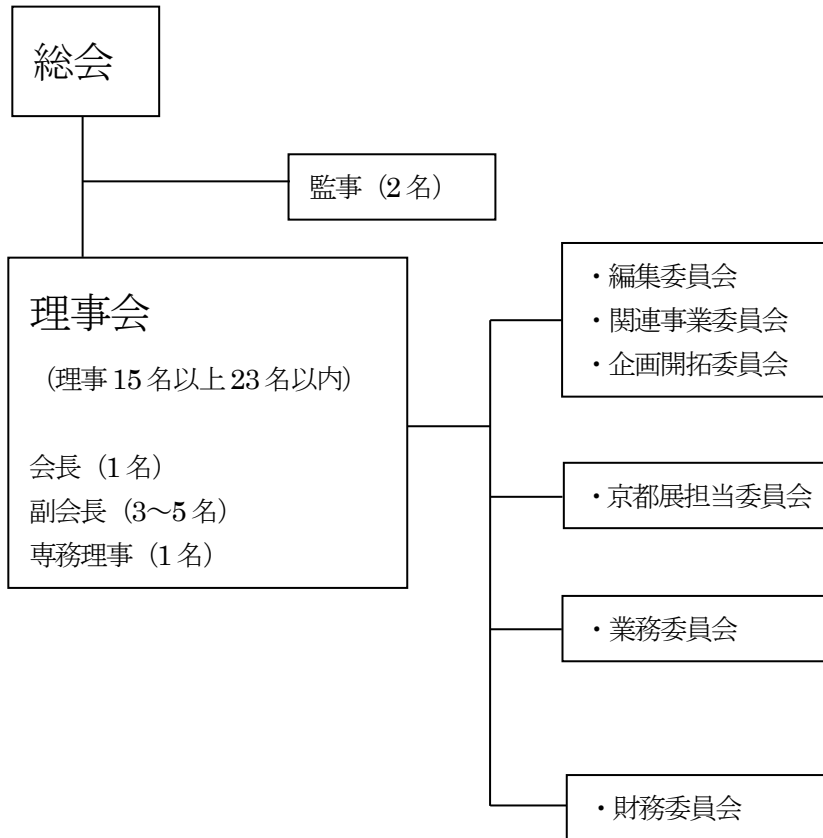 総会
監事（2名）
理事会
（理事15名以上23名以内）
会長（1名）
副会長（3～5名）
専務理事（1名）
・編集委員会
・関連事業委員会
・企画開拓委員会
・京都展担当委員会
・業務委員会
・財務委員会